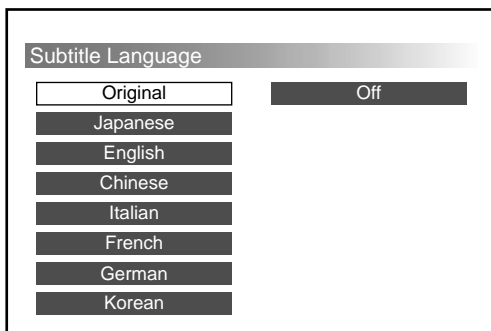 Subtitle Language
Original
Off
Japanese
English
Chinese
Italian
French
German
Korean